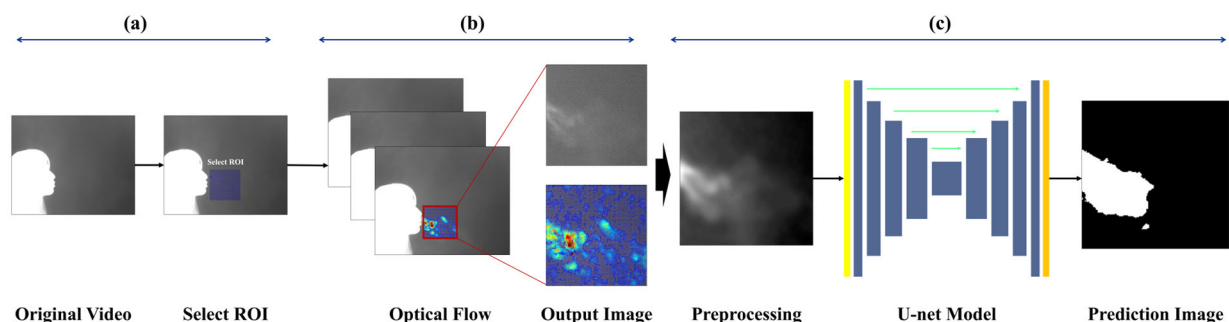 (a)
(b)
(c)
Select ROI
Original Video
Select ROI
Optical Flow
Output Image
Preprocessing
U-net Model
Prediction Image